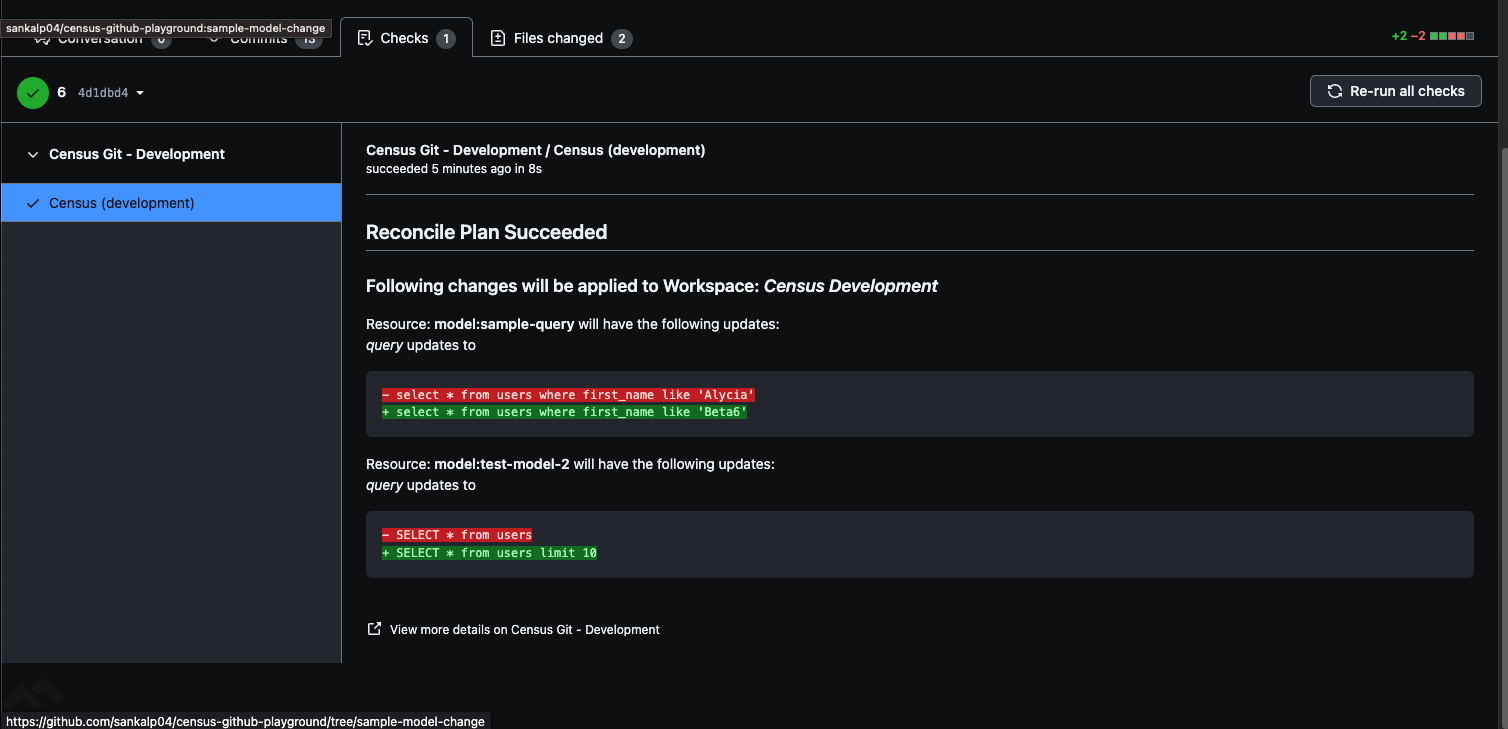 sankalp04/census-github-playground:sample-model-change
Conversation 0 Commits 13 Checks 1 Files changed 2 +2 −2
6 4d1dbd4 Re-run all checks
Census Git - Development
Census (development)
Census Git - Development / Census (development)
succeeded 5 minutes ago in 8s
Reconcile Plan Succeeded
Following changes will be applied to Workspace: Census Development
Resource: model:sample-query will have the following updates:
query updates to
- select * from users where first_name like 'Alycia'
+ select * from users where first_name like 'Beta6'
Resource: model:test-model-2 will have the following updates:
query updates to
- SELECT * from users
+ SELECT * from users limit 10
View more details on Census Git - Development
https://github.com/sankalp04/census-github-playground/tree/sample-model-change